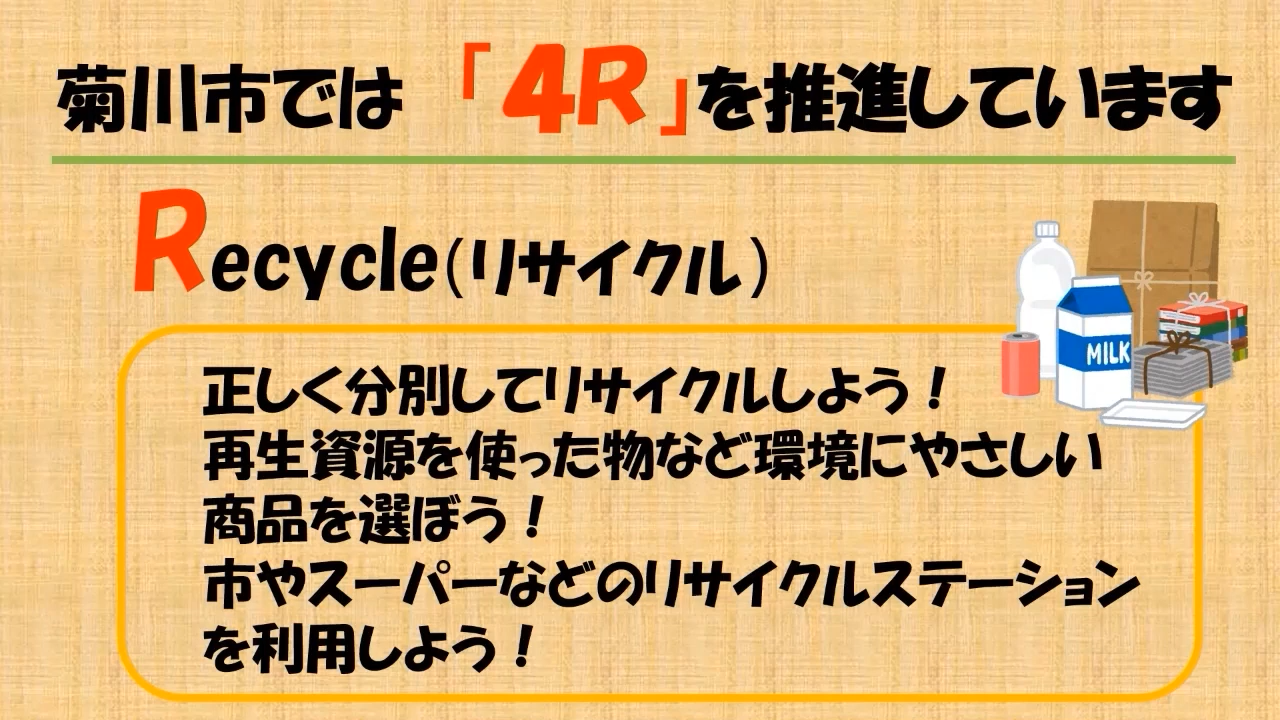 菊川市では「4R」を推進しています
Recycle(リサイクル)
正しく分別してリサイクルしよう！
再生資源を使った物など環境にやさしい
商品を選ぼう！
市やスーパーなどのリサイクルステーション
を利用しよう！
MILK